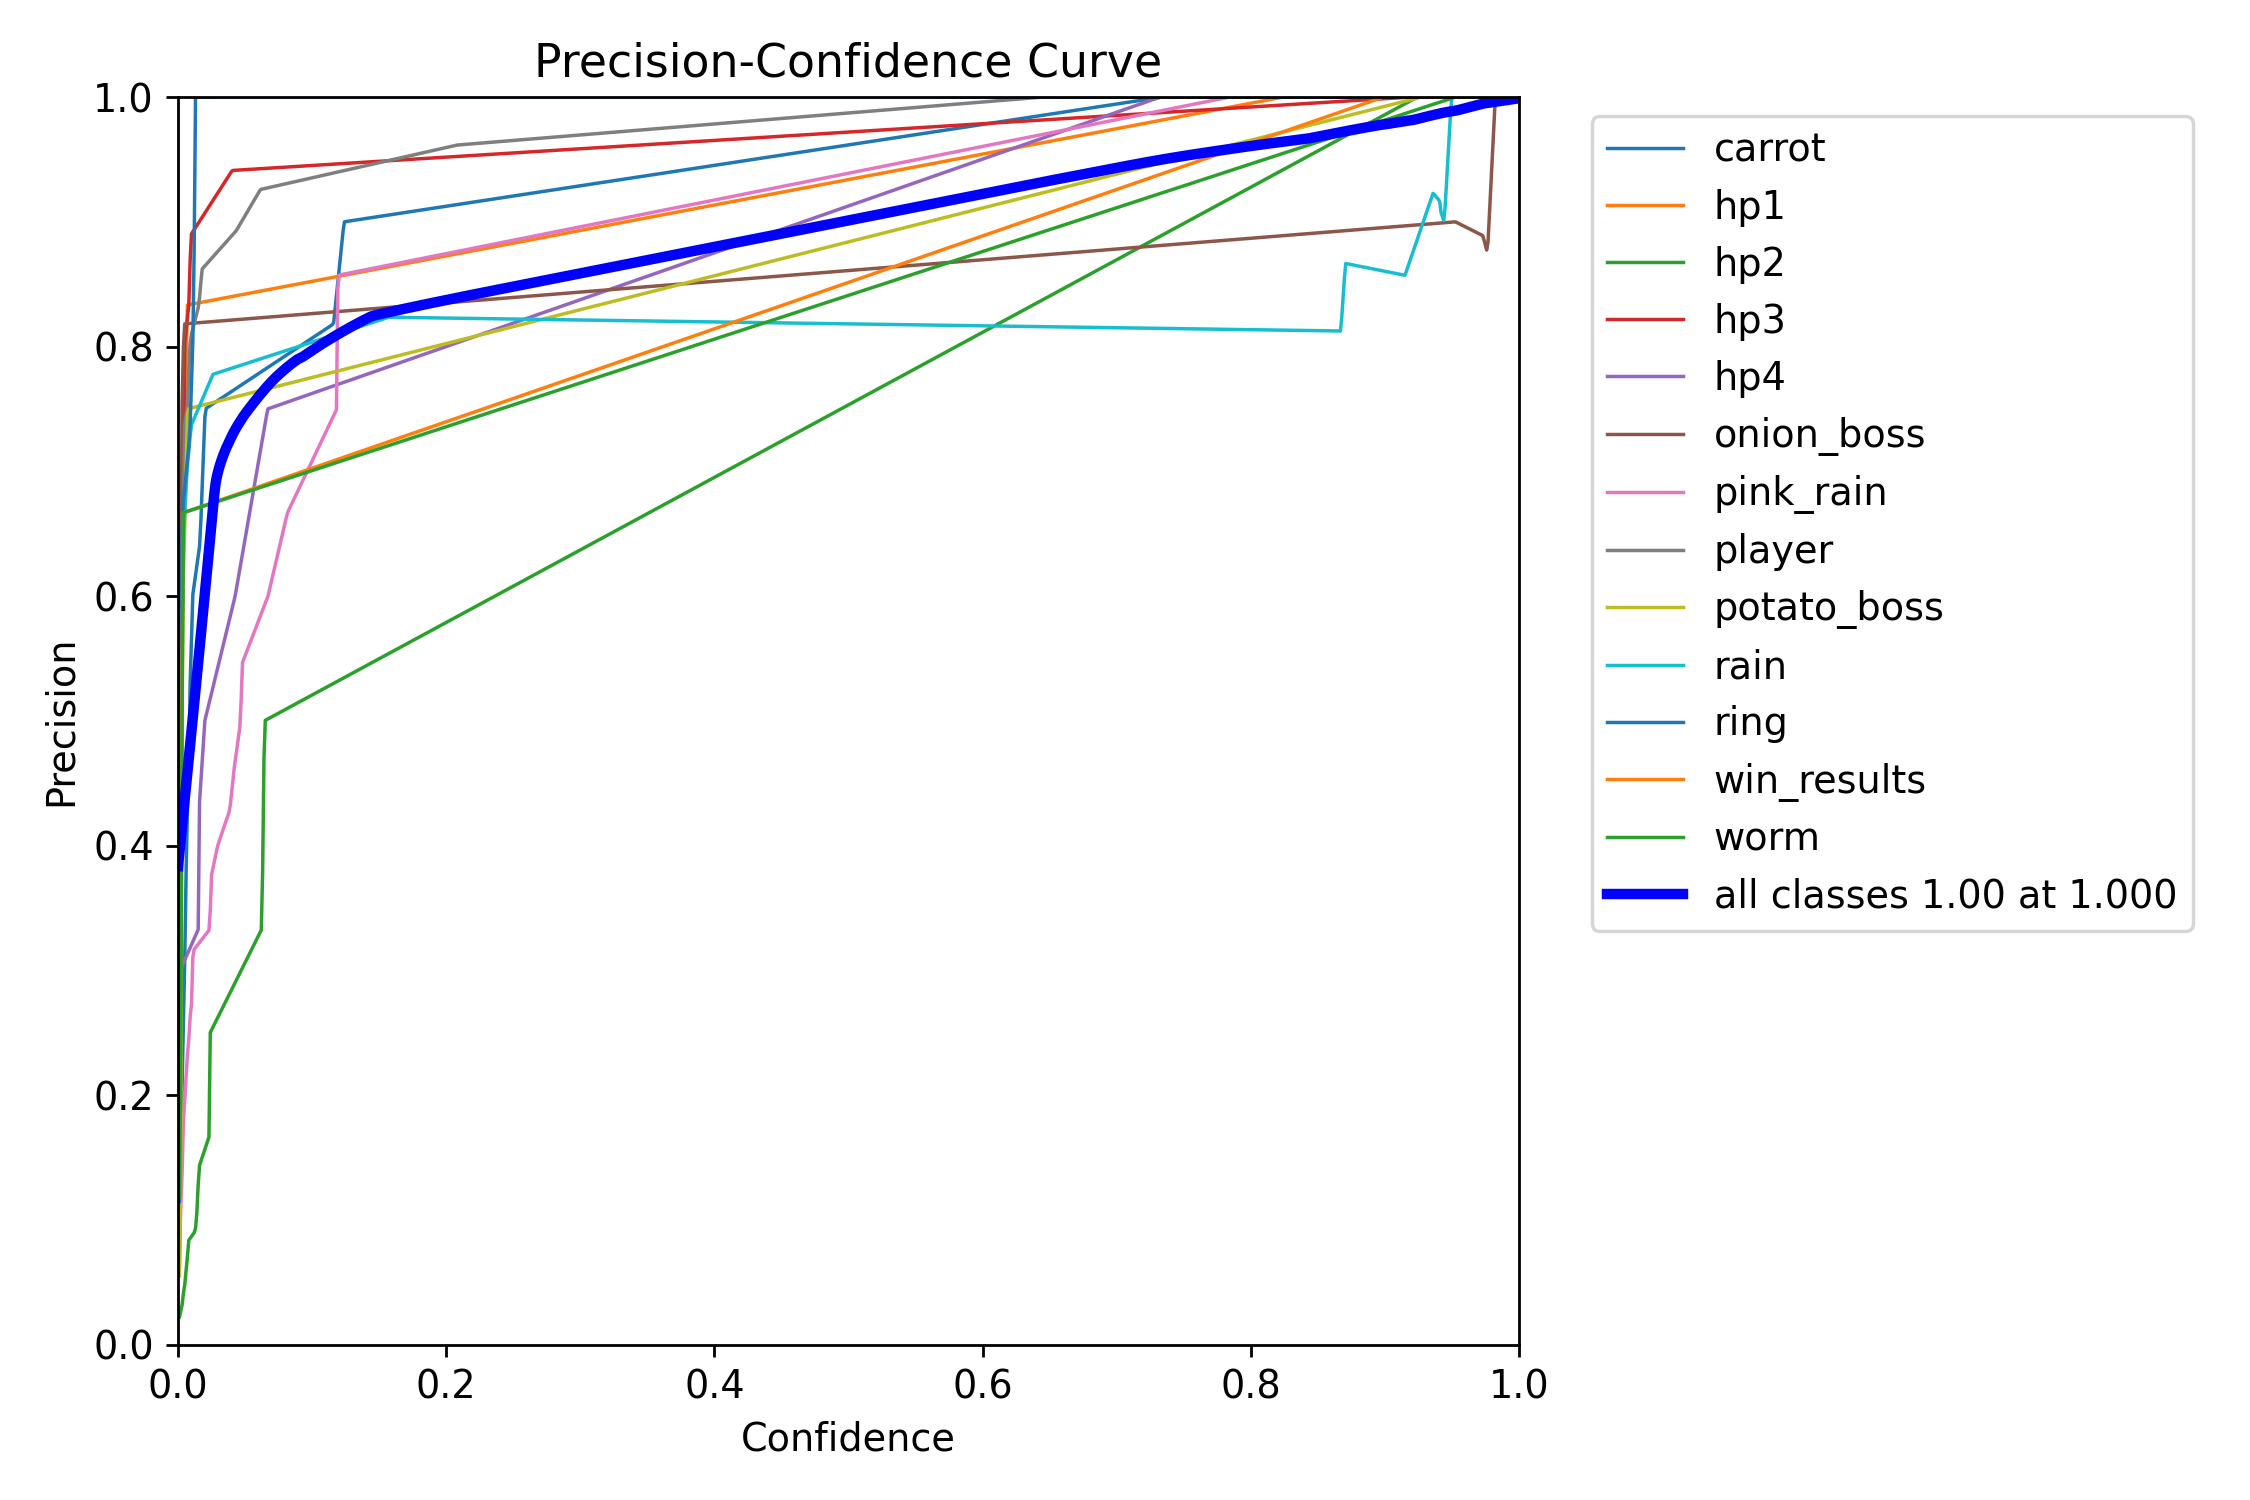 Precision-Confidence Curve
1.0
0.8
0.6
0.4
0.2
0.0
Precision
0.0 0.2 0.4 0.6 0.8 1.0
Confidence
carrot
hp1
hp2
hp3
hp4
onion_boss
pink_rain
player
potato_boss
rain
ring
win_results
worm
all classes 1.00 at 1.000